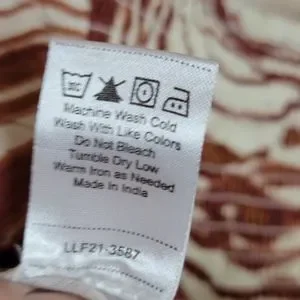 Machine Wash Cold
Wash With Like Colors
Do Not Bleach
Tumble Dry Low
Warm Iron as Needed
Made in India
LLF21-3587